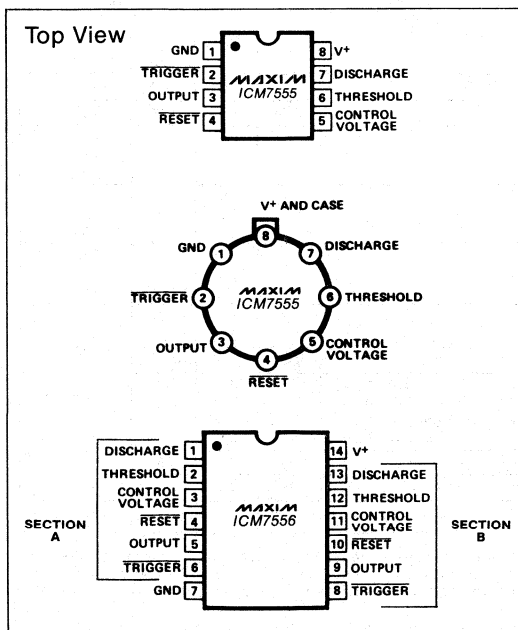 Top View
GND 1
8 V+
TRIGGER 2
7 DISCHARGE
OUTPUT 3
6 THRESHOLD
RESET 4
5 CONTROL
VOLTAGE
MAXIM
ICM7555
V+ AND CASE
8
GND 1
7 DISCHARGE
TRIGGER 2
6 THRESHOLD
MAXIM
ICM7555
OUTPUT 3
5 CONTROL
VOLTAGE
4
RESET
SECTION
A
DISCHARGE 1
THRESHOLD 2
CONTROL
VOLTAGE 3
RESET 4
OUTPUT 5
TRIGGER 6
GND 7
MAXIM
ICM7556
14 V+
13 DISCHARGE
12 THRESHOLD
11 CONTROL
VOLTAGE
10 RESET
9 OUTPUT
8 TRIGGER
SECTION
B